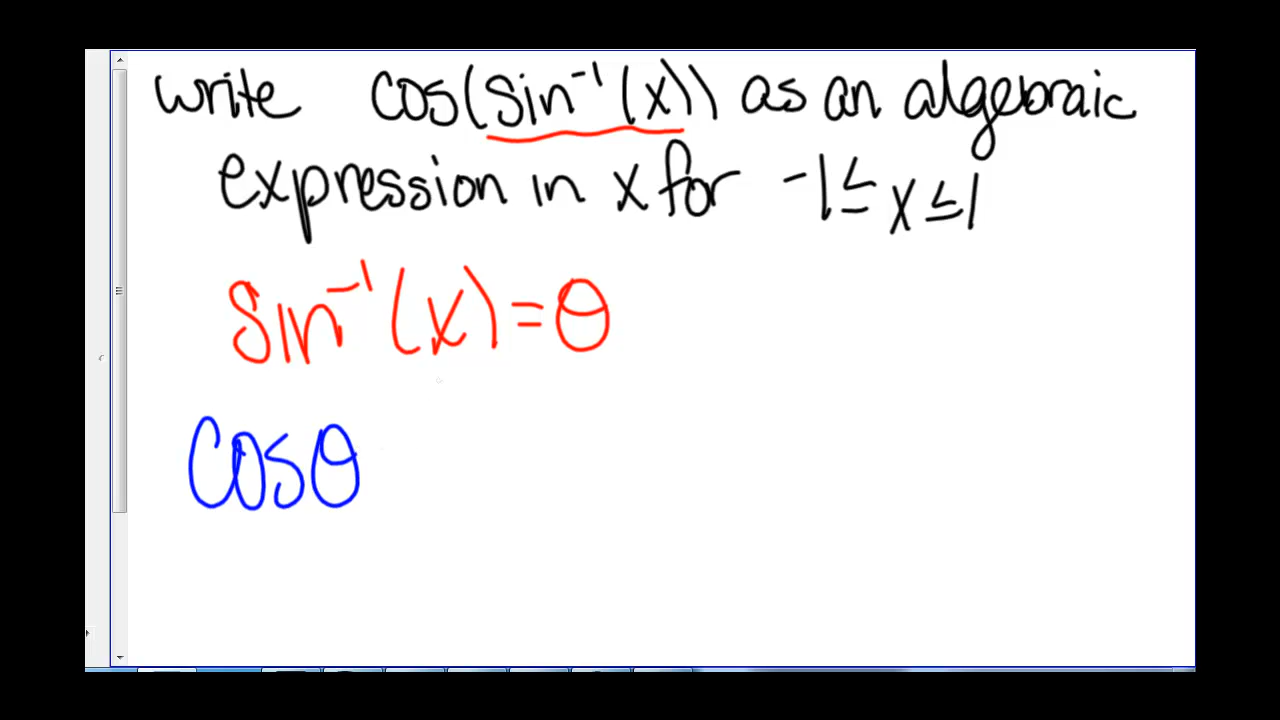 write cos(sin⁻¹(x)) as an algebraic
expression in x for -1≤x≤1
sin⁻¹(x)=θ
cosθ